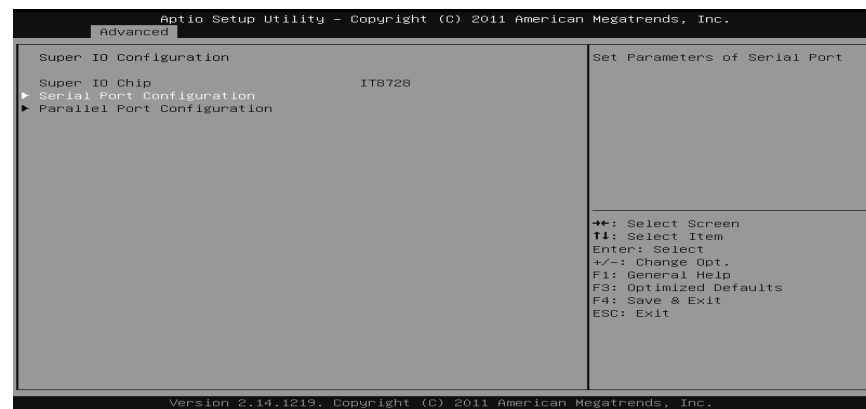 Aptio Setup Utility – Copyright (C) 2011 American Megatrends, Inc.
Advanced
Super IO Configuration
Super IO Chip IT8728
► Serial Port Configuration
► Parallel Port Configuration
Set Parameters of Serial Port
→←: Select Screen
↑↓: Select Item
Enter: Select
+/-: Change Opt.
F1: General Help
F3: Optimized Defaults
F4: Save & Exit
ESC: Exit
Version 2.14.1219. Copyright (C) 2011 American Megatrends, Inc.